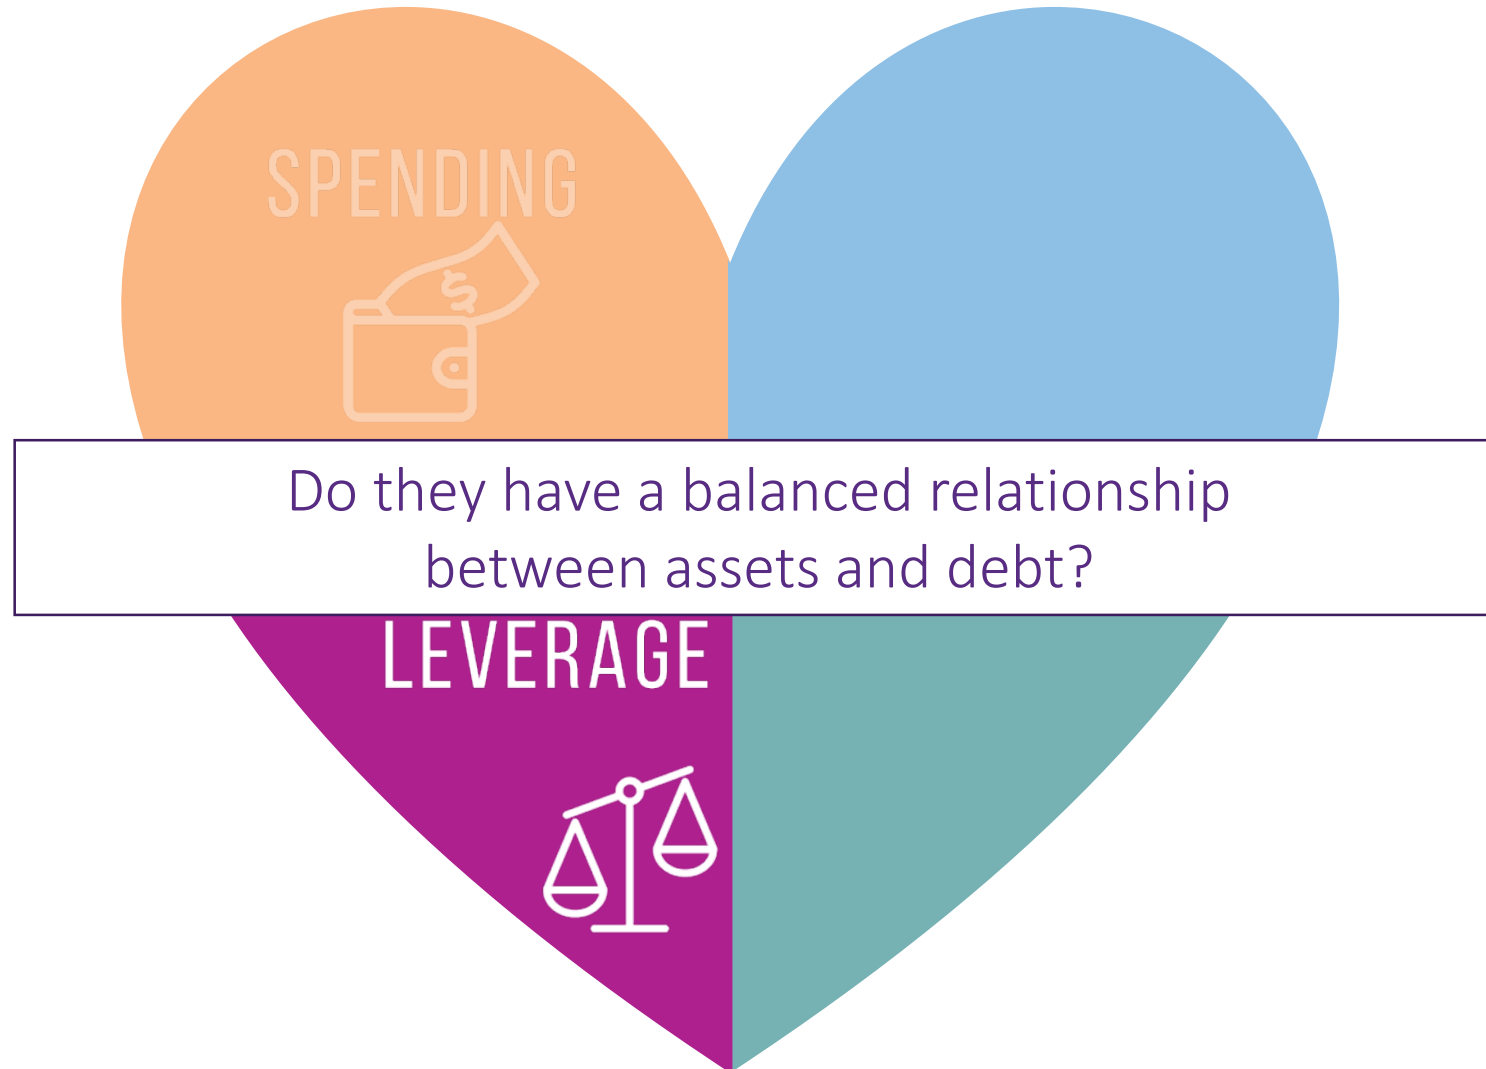 SPENDING
Do they have a balanced relationship
between assets and debt?
LEVERAGE